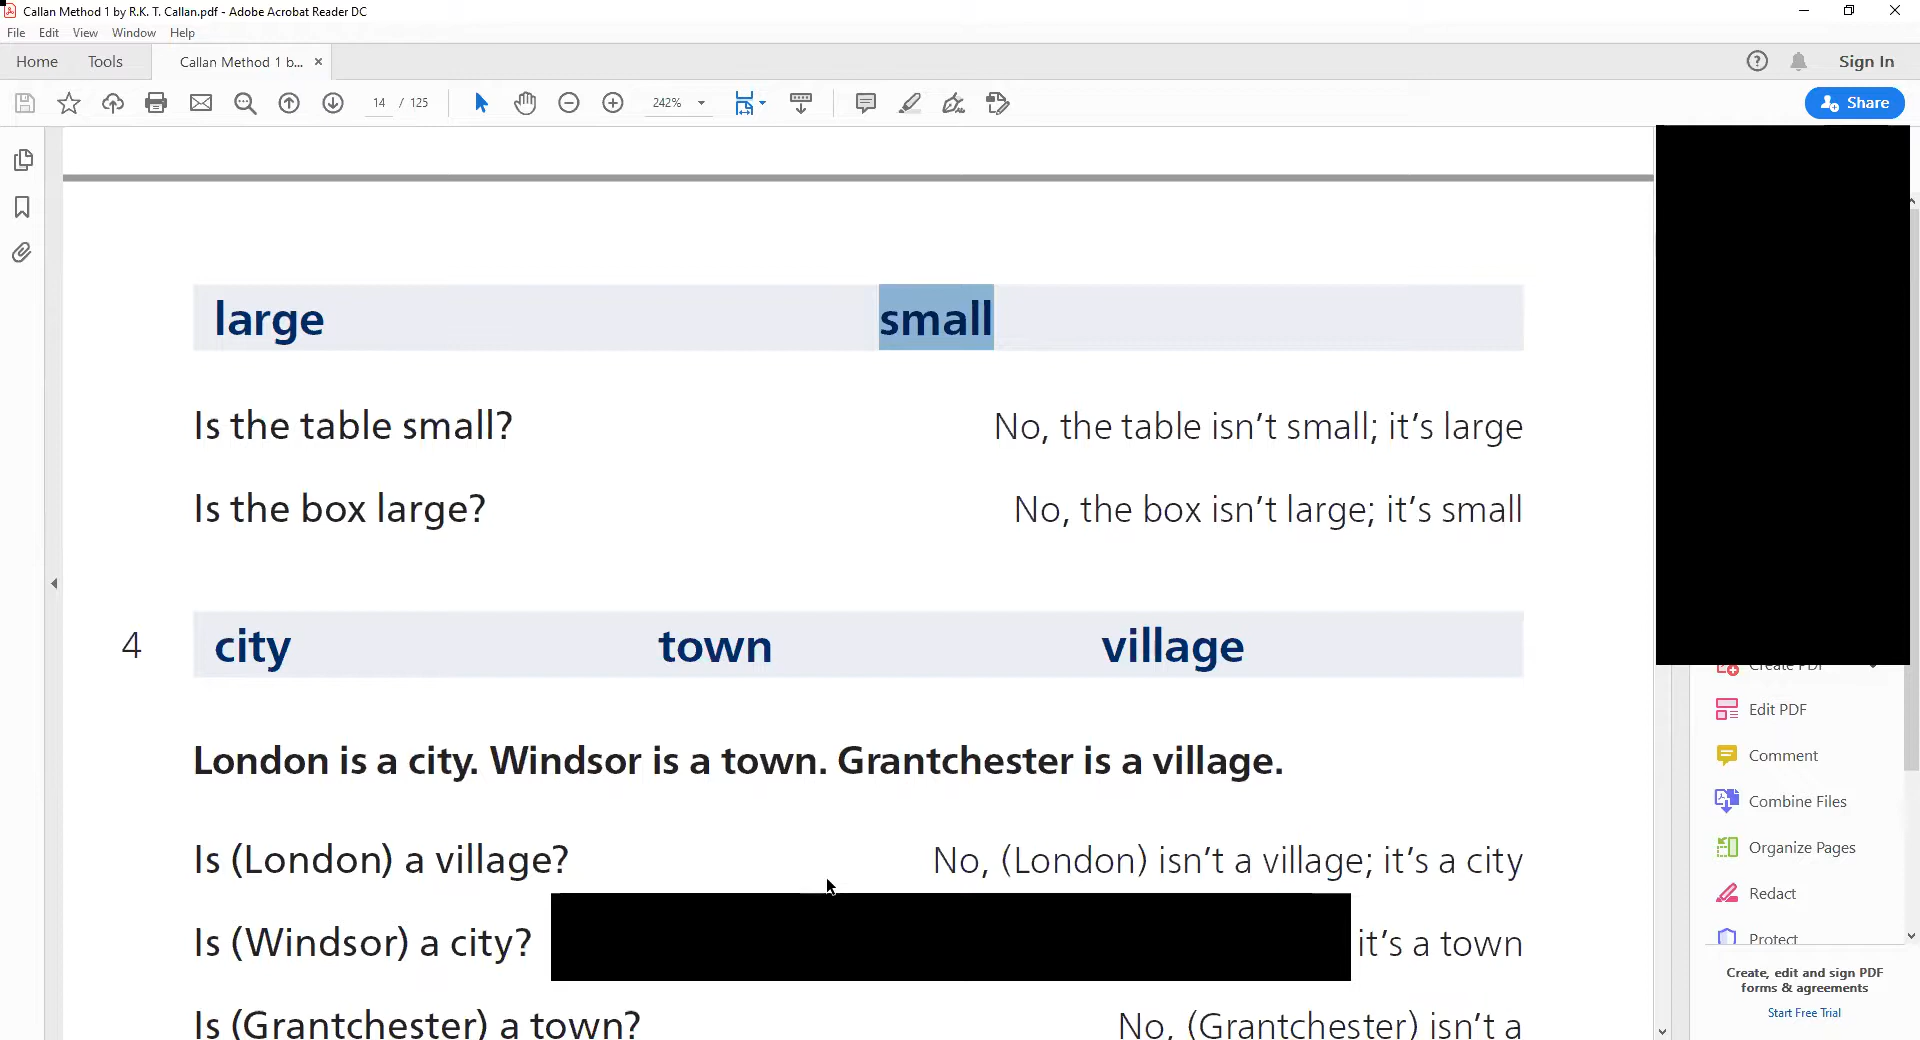 Callan Method 1 by R.K. T. Callan.pdf - Adobe Acrobat Reader DC
File Edit View Window Help
Home Tools Callan Method 1 b... × Sign In
14 / 125 242% Share
large small
Is the table small? No, the table isn't small; it's large
Is the box large? No, the box isn't large; it's small
4 city town village
London is a city. Windsor is a town. Grantchester is a village.
Is (London) a village? No, (London) isn't a village; it's a city
Is (Windsor) a city? it's a town
Is (Grantchester) a town? No, (Grantchester) isn't a
Create PDF
Edit PDF
Comment
Combine Files
Organize Pages
Redact
Protect
Create, edit and sign PDF
forms & agreements
Start Free Trial